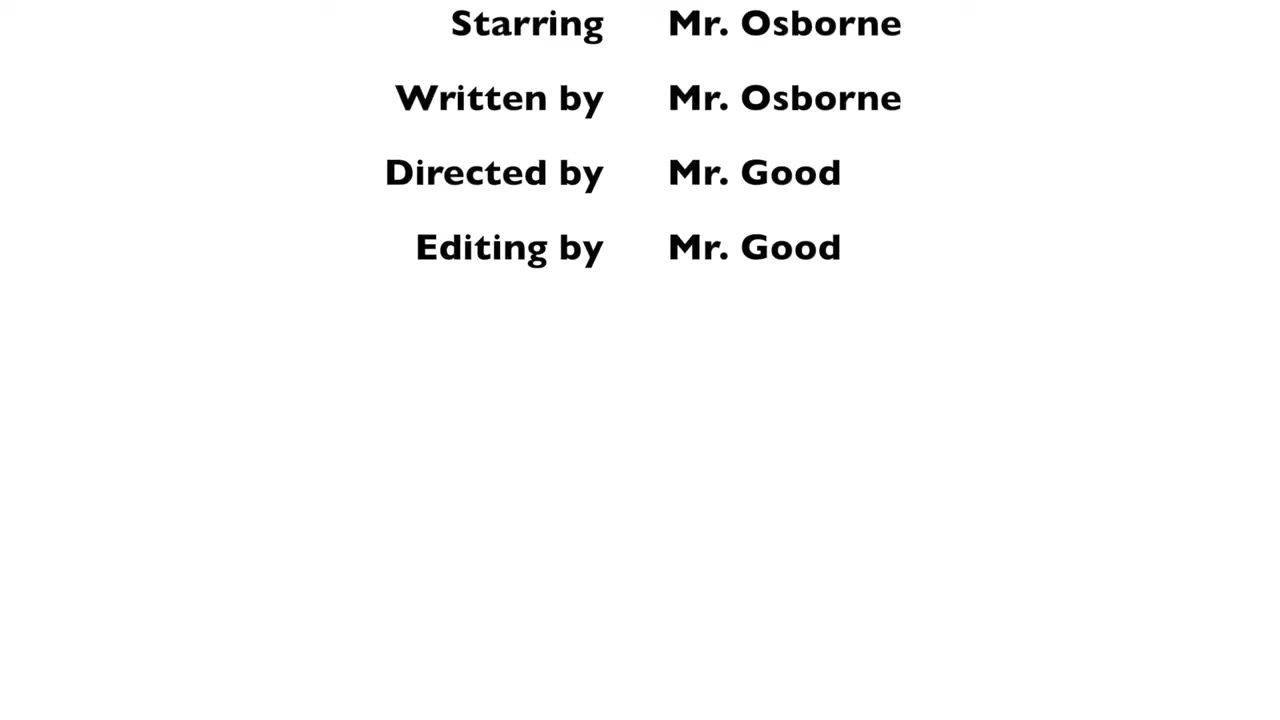 Starring Mr. Osborne
Written by Mr. Osborne
Directed by Mr. Good
Editing by Mr. Good